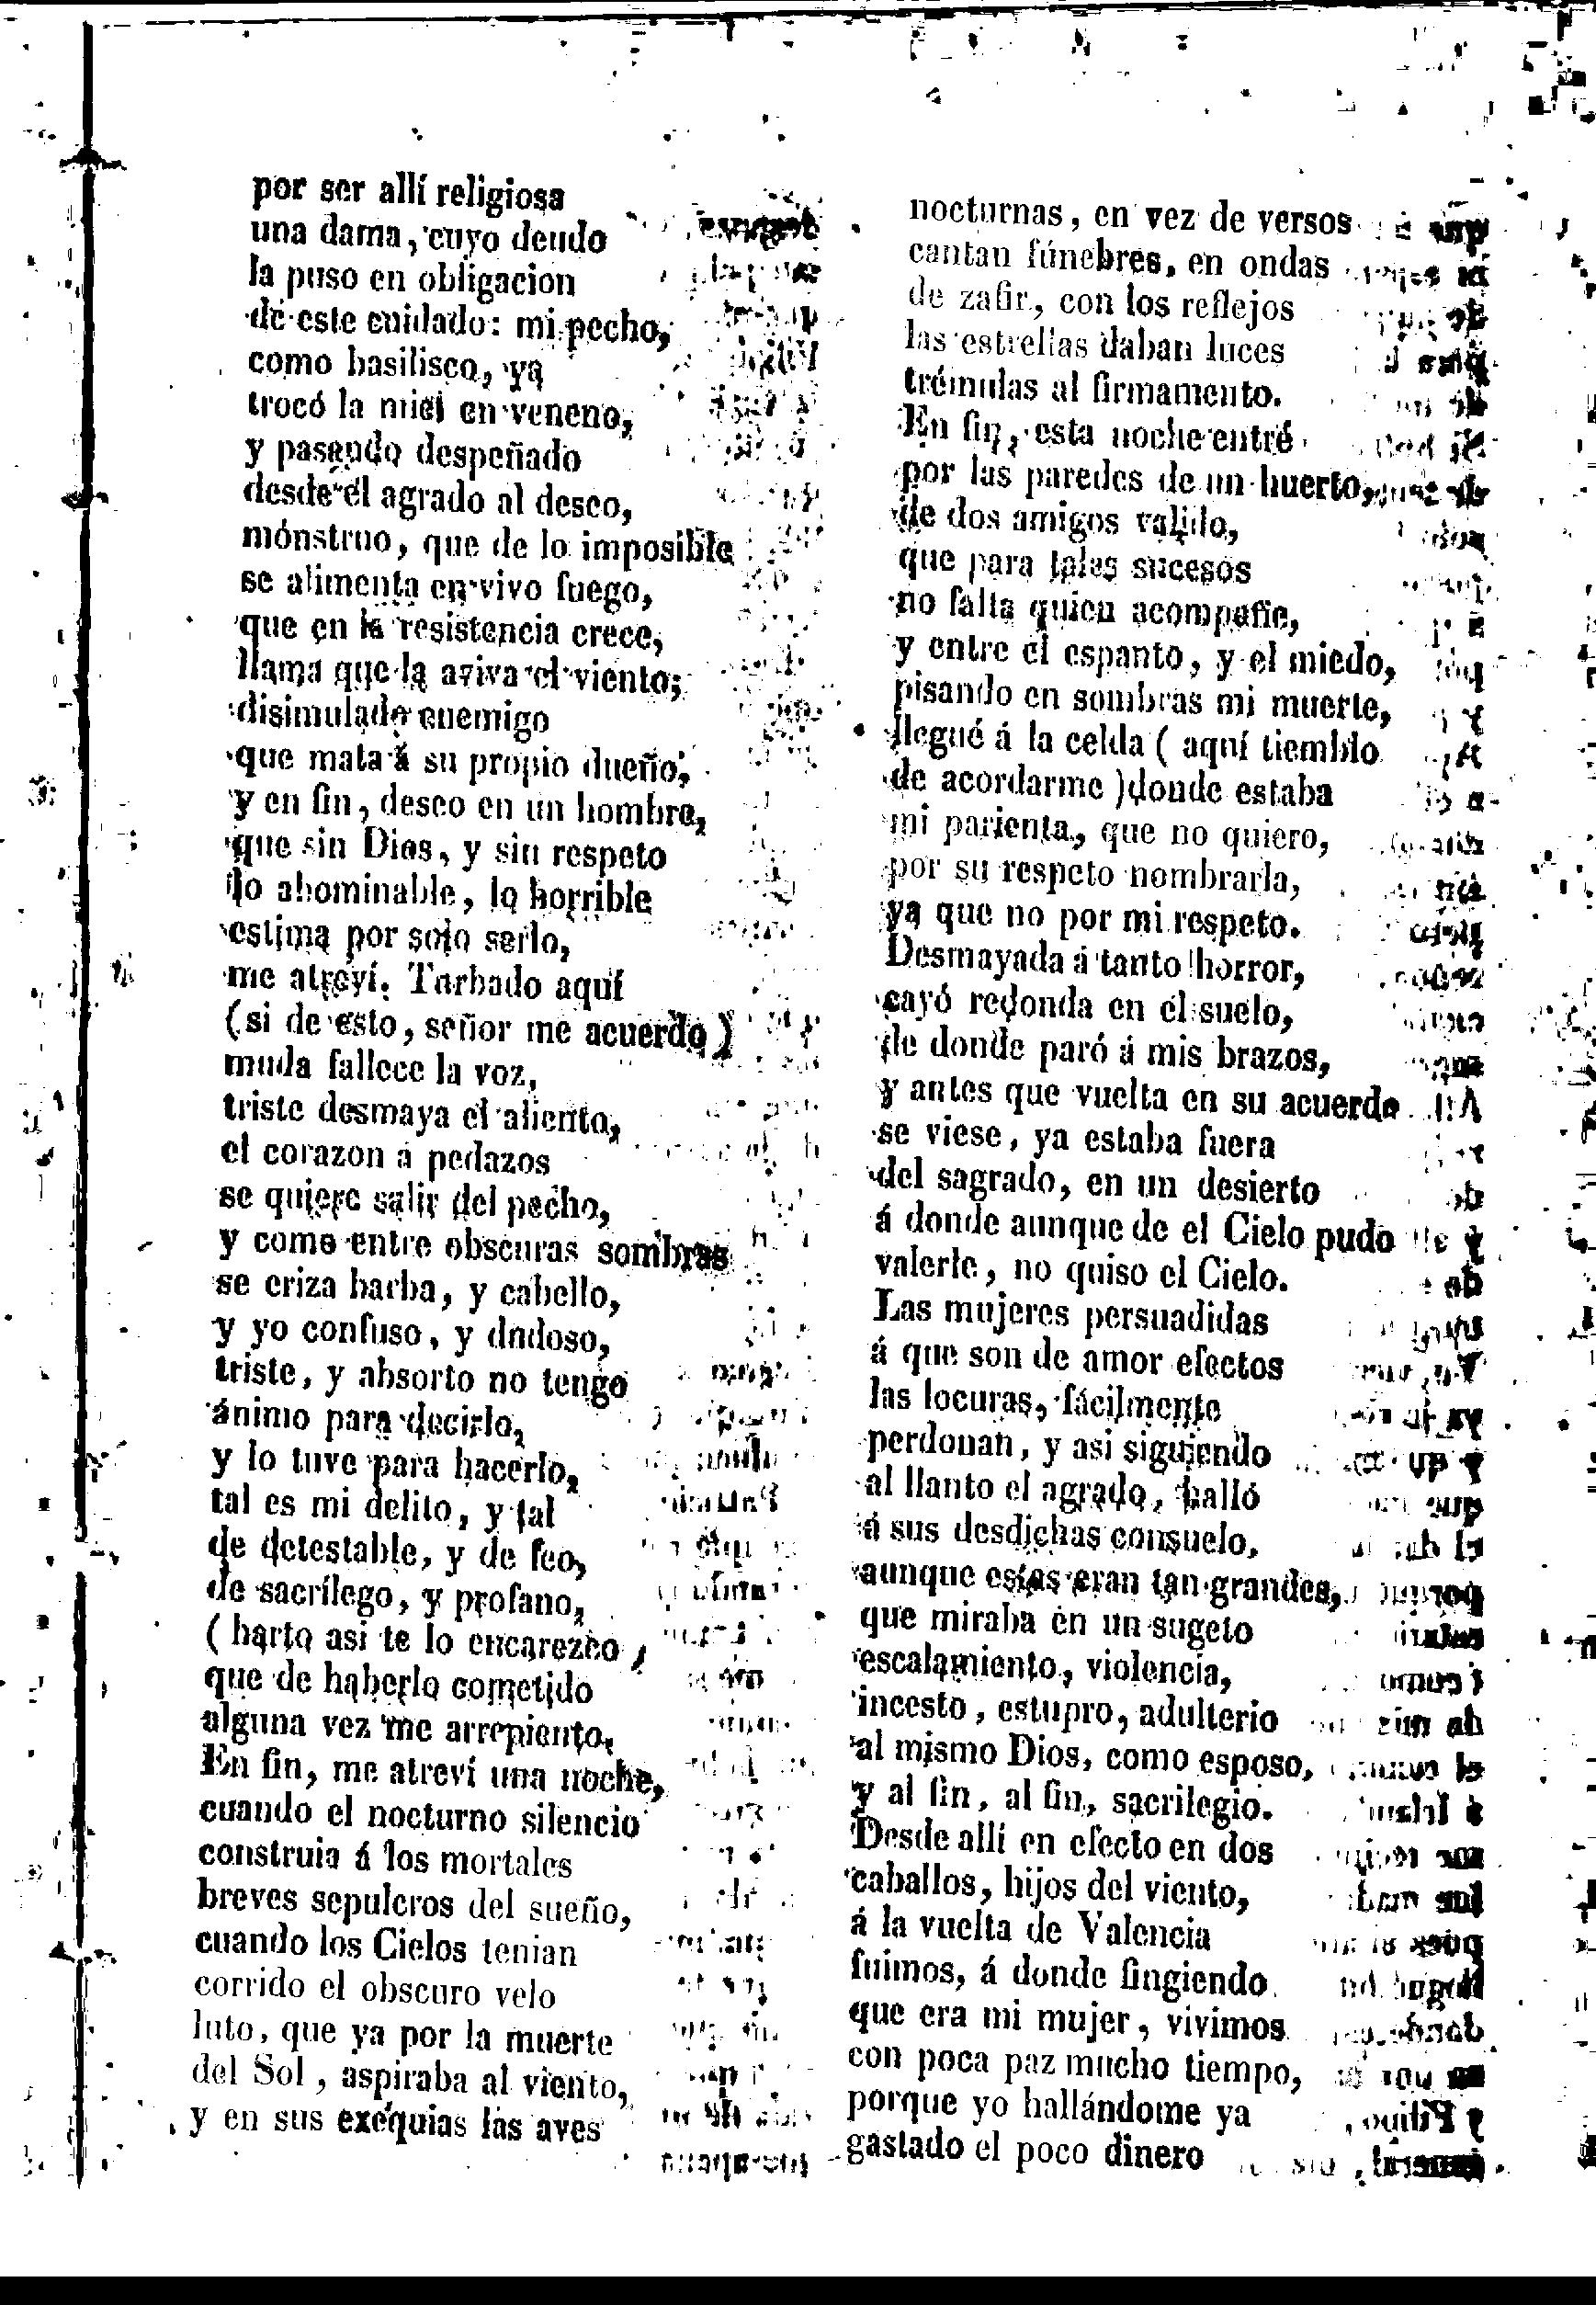 por ser allí religiosa
una dama, cuyo deudo
la puso en obligacion
de este cuidado: mi pecho,
como basilisco, ya
trocó la miel en veneno,
y pasando despeñado
desde el agrado al deseo,
mónstruo, que de lo imposible
se alimenta en vivo fuego,
que en la resistencia crece,
llama que la aviva el viento;
disimulado enemigo
que mata á su propio dueño;
y en fin, deseo en un hombre,
que sin Dios, y sin respeto
lo abominable, lo horrible
estima por solo serlo,
me atreví. Turbado aquí
(si de esto, señor me acuerdo)
muda fallece la voz,
triste desmaya el aliento,
el corazon á pedazos
se quiere salir del pecho,
y como entre obscuras sombras
se eriza barba, y cabello,
y yo confuso, y dudoso,
triste, y absorto no tengo
ánimo para decirlo,
y lo tuve para hacerlo,
tal es mi delito, y tal
de detestable, y de feo,
de sacrílego, y profano,
(harto asi te lo encarezco)
que de haberlo cometido
alguna vez me arrepiento.
En fin, me atreví una noche,
cuando el nocturno silencio
construia á los mortales
breves sepulcros del sueño,
cuando los Cielos tenian
corrido el obscuro velo
luto, que ya por la muerte
del Sol, aspiraba al viento,
y en sus exequias las aves
nocturnas, en vez de versos
cantan fúnebres, en ondas
de zafir, con los reflejos
las estrellas daban luces
trémulas al firmamento.
En fin, esta noche entré
por las paredes de un huerto,
de dos amigos valido,
que para tales sucesos
no falta quien acompañe,
y entre el espanto, y el miedo,
pisando en sombras mi muerte,
llegué á la celda (aquí tiemblo
de acordarme) donde estaba
mi parienta, que no quiero,
por su respeto nombrarla,
ya que no por mi respeto.
Desmayada á tanto horror,
cayó redonda en el suelo,
de donde paró á mis brazos,
y antes que vuelta en su acuerdo
se viese, ya estaba fuera
del sagrado, en un desierto
á donde aunque de el Cielo pudo
valerle, no quiso el Cielo.
Las mujeres persuadidas
á que son de amor efectos
las locuras, fácilmente
perdonan, y asi siguiendo
al llanto el agrado, halló
á sus desdichas consuelo,
aunque estas eran tan grandes,
que miraba en un sugeto
escalamiento, violencia,
incesto, estupro, adulterio
al mismo Dios, como esposo,
y al fin, al fin, sacrilegio.
Desde allí en efecto en dos
caballos, hijos del viento,
á la vuelta de Valencia
fuimos, á donde fingiendo
que era mi mujer, vivimos
con poca paz mucho tiempo,
porque yo hallándome ya
gastado el poco dinero